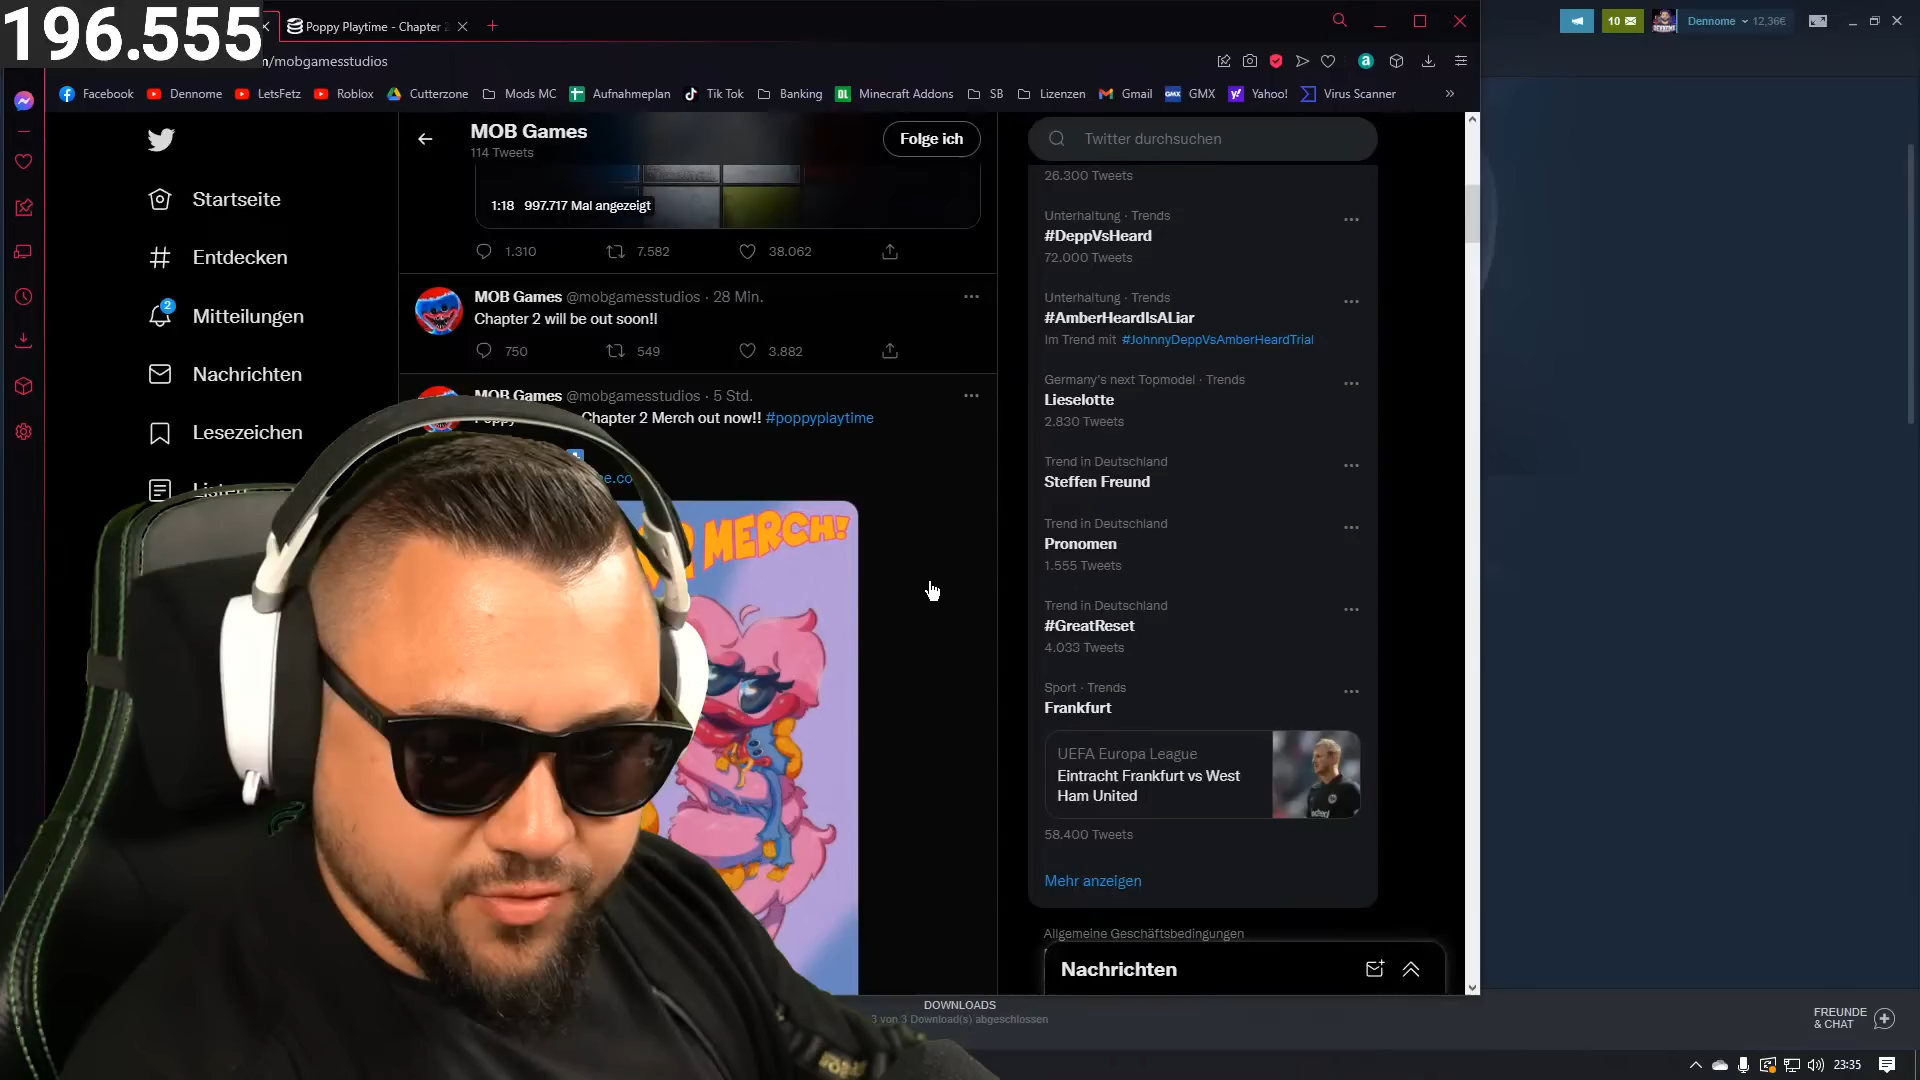 196.555
Poppy Playtime - Chapter 2
Dennome 12,36€
10
m/mobgamesstudios
Facebook
Dennome
LetsFetz
Roblox
Cutterzone
Mods MC
Aufnahmeplan
Tik Tok
Banking
Minecraft Addons
SB
Lizenzen
Gmail
GMX
Yahoo!
Virus Scanner
Startseite
Entdecken
2
Mitteilungen
Nachrichten
Lesezeichen
Listen
MOB Games
114 Tweets
Folge ich
1:18 997.717 Mal angezeigt
1.310 7.582 38.062
MOB Games @mobgamesstudios · 28 Min.
Chapter 2 will be out soon!!
750 549 3.882
MOB Games @mobgamesstudios · 5 Std.
Chapter 2 Merch out now!! #poppyplaytime
e.co
MERCH!
Twitter durchsuchen
26.300 Tweets
Unterhaltung · Trends
#DeppVsHeard
72.000 Tweets
Unterhaltung · Trends
#AmberHeardIsALiar
Im Trend mit #JohnnyDeppVsAmberHeardTrial
Germany's next Topmodel · Trends
Lieselotte
2.830 Tweets
Trend in Deutschland
Steffen Freund
Trend in Deutschland
Pronomen
1.555 Tweets
Trend in Deutschland
#GreatReset
4.033 Tweets
Sport · Trends
Frankfurt
UEFA Europa League
Eintracht Frankfurt vs West
Ham United
58.400 Tweets
Mehr anzeigen
Allgemeine Geschäftsbedingungen
Nachrichten
DOWNLOADS
3 von 3 Download(s) abgeschlossen
FREUNDE
& CHAT
23:35